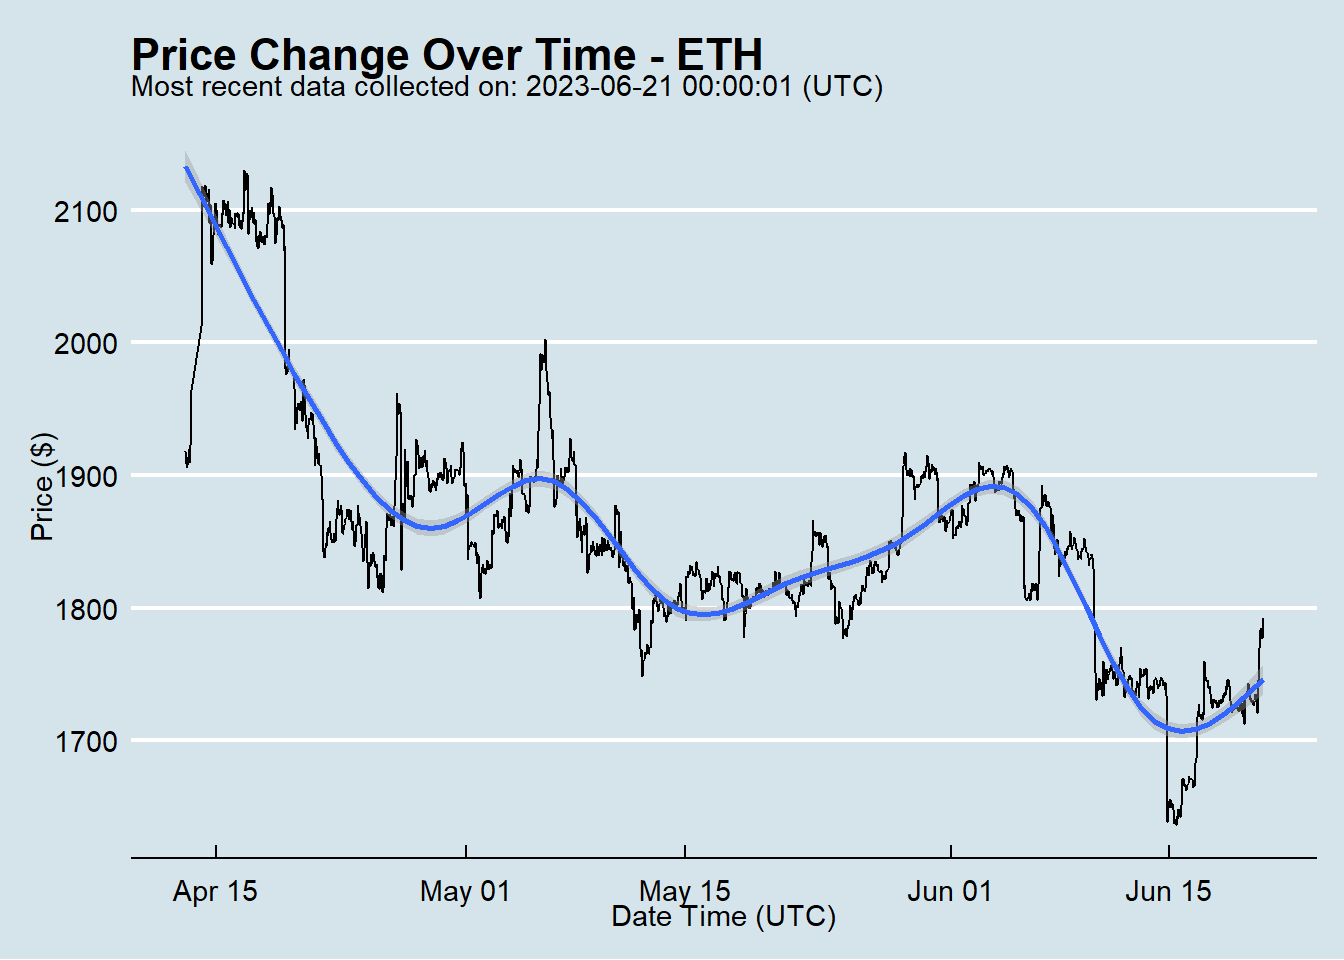 Price Change Over Time - ETH
Most recent data collected on: 2023-06-21 00:00:01 (UTC)
Price ($)
2100
2000
1900
1800
1700
Apr 15
May 01
May 15
Jun 01
Jun 15
Date Time (UTC)